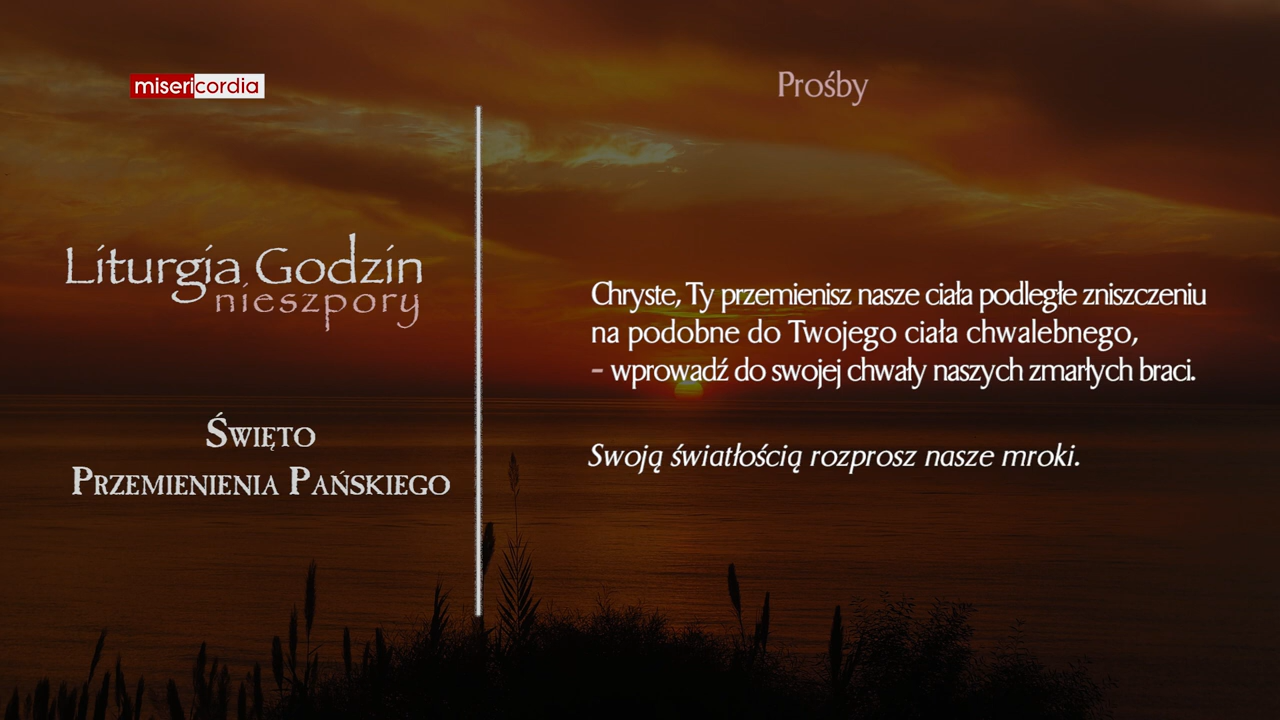 misericordia
Liturgia Godzin
nieszpory
Święto
Przemienienia Pańskiego
Prośby
Chryste, Ty przemienisz nasze ciała podległe zniszczeniu
na podobne do Twojego ciała chwalebnego,
- wprowadź do swojej chwały naszych zmarłych braci.
Swoją światłością rozprosz nasze mroki.